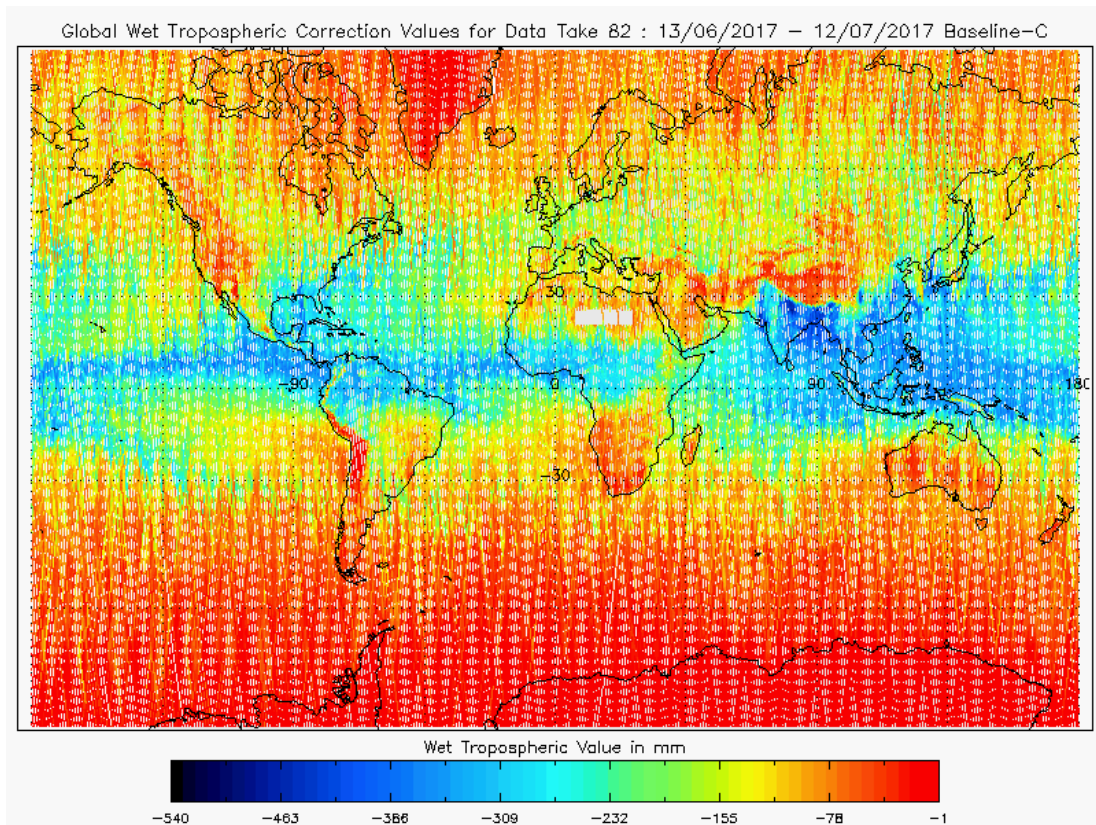 Global Wet Tropospheric Correction Values for Data Take 82 : 13/06/2017 – 12/07/2017 Baseline-C
30
-90 0 90 180
-30
Wet Tropospheric Value in mm
-540 -463 -386 -309 -232 -155 -78 -1